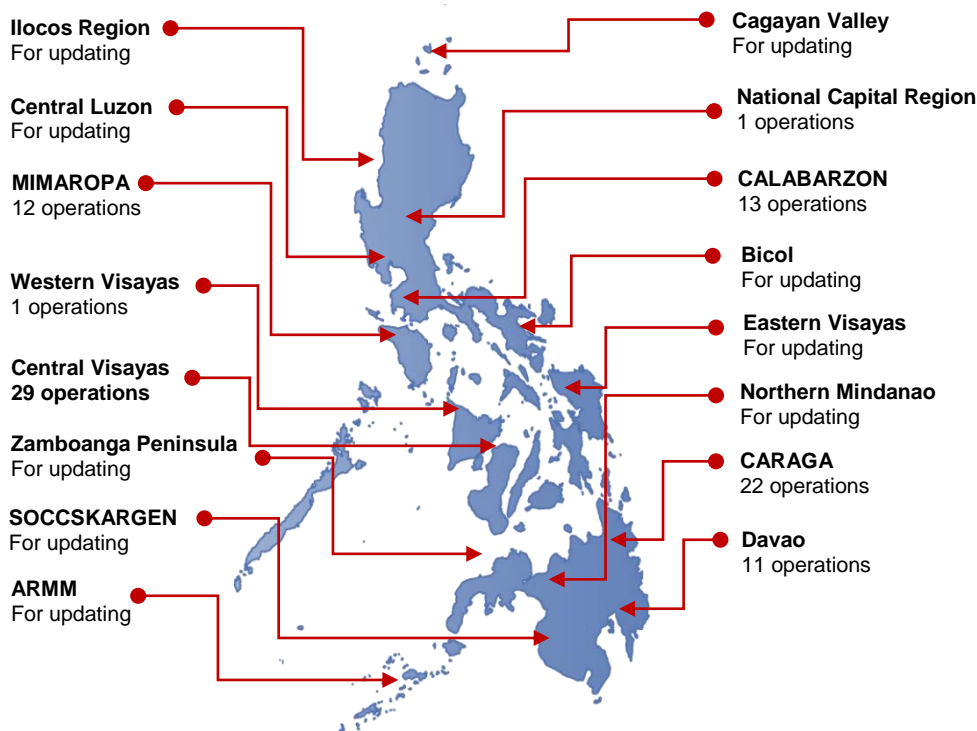 Ilocos Region
For updating
Central Luzon
For updating
MIMAROPA
12 operations
Western Visayas
1 operations
Central Visayas
29 operations
Zamboanga Peninsula
For updating
SOCCSKARGEN
For updating
ARMM
For updating
Cagayan Valley
For updating
National Capital Region
1 operations
CALABARZON
13 operations
Bicol
For updating
Eastern Visayas
For updating
Northern Mindanao
For updating
CARAGA
22 operations
Davao
11 operations